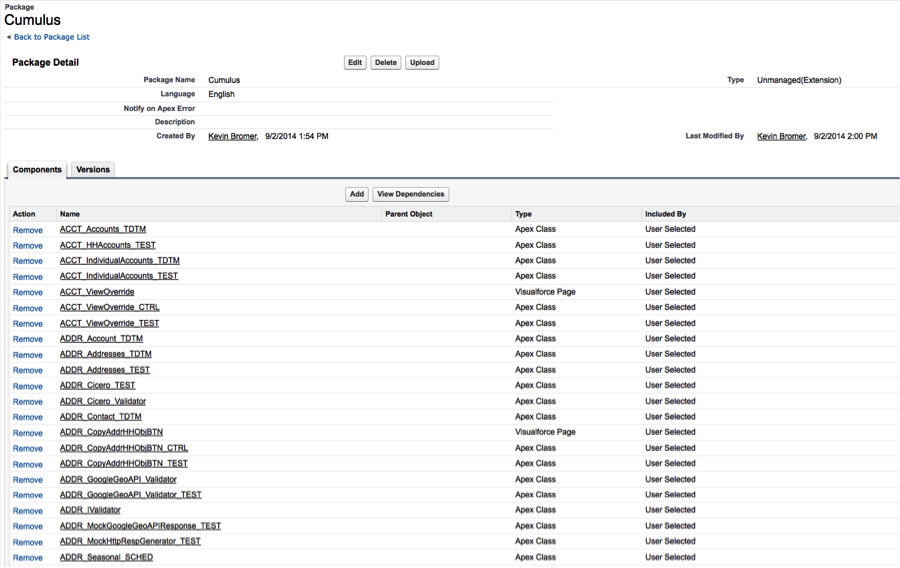 Package
Cumulus
« Back to Package List
Package Detail Edit Delete Upload
Package Name Cumulus Type Unmanaged(Extension)
Language English
Notify on Apex Error
Description
Created By Kevin Bromer, 9/2/2014 1:54 PM Last Modified By Kevin Bromer, 9/2/2014 2:00 PM
Components Versions
Add View Dependencies
Action Name Parent Object Type Included By
Remove ACCT_Accounts_TDTM Apex Class User Selected
Remove ACCT_HHAccounts_TEST Apex Class User Selected
Remove ACCT_IndividualAccounts_TDTM Apex Class User Selected
Remove ACCT_IndividualAccounts_TEST Apex Class User Selected
Remove ACCT_ViewOverride Visualforce Page User Selected
Remove ACCT_ViewOverride_CTRL Apex Class User Selected
Remove ACCT_ViewOverride_TEST Apex Class User Selected
Remove ADDR_Account_TDTM Apex Class User Selected
Remove ADDR_Addresses_TDTM Apex Class User Selected
Remove ADDR_Addresses_TEST Apex Class User Selected
Remove ADDR_Cicero_TEST Apex Class User Selected
Remove ADDR_Cicero_Validator Apex Class User Selected
Remove ADDR_Contact_TDTM Apex Class User Selected
Remove ADDR_CopyAddrHHObjBTN Visualforce Page User Selected
Remove ADDR_CopyAddrHHObjBTN_CTRL Apex Class User Selected
Remove ADDR_CopyAddrHHObjBTN_TEST Apex Class User Selected
Remove ADDR_GoogleGeoAPI_Validator Apex Class User Selected
Remove ADDR_GoogleGeoAPI_Validator_TEST Apex Class User Selected
Remove ADDR_IValidator Apex Class User Selected
Remove ADDR_MockGoogleGeoAPIResponse_TEST Apex Class User Selected
Remove ADDR_MockHttpRespGenerator_TEST Apex Class User Selected
Remove ADDR_Seasonal_SCHED Apex Class User Selected